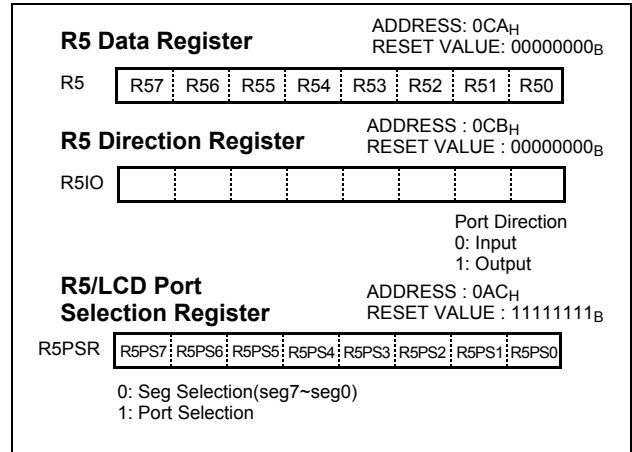 R5 Data Register
ADDRESS: 0CAH
RESET VALUE: 00000000B
R5 R57 R56 R55 R54 R53 R52 R51 R50
R5 Direction Register
ADDRESS : 0CBH
RESET VALUE : 00000000B
R5IO
Port Direction
0: Input
1: Output
R5/LCD Port
Selection Register
ADDRESS : 0ACH
RESET VALUE : 11111111B
R5PSR R5PS7 R5PS6 R5PS5 R5PS4 R5PS3 R5PS2 R5PS1 R5PS0
0: Seg Selection(seg7~seg0)
1: Port Selection